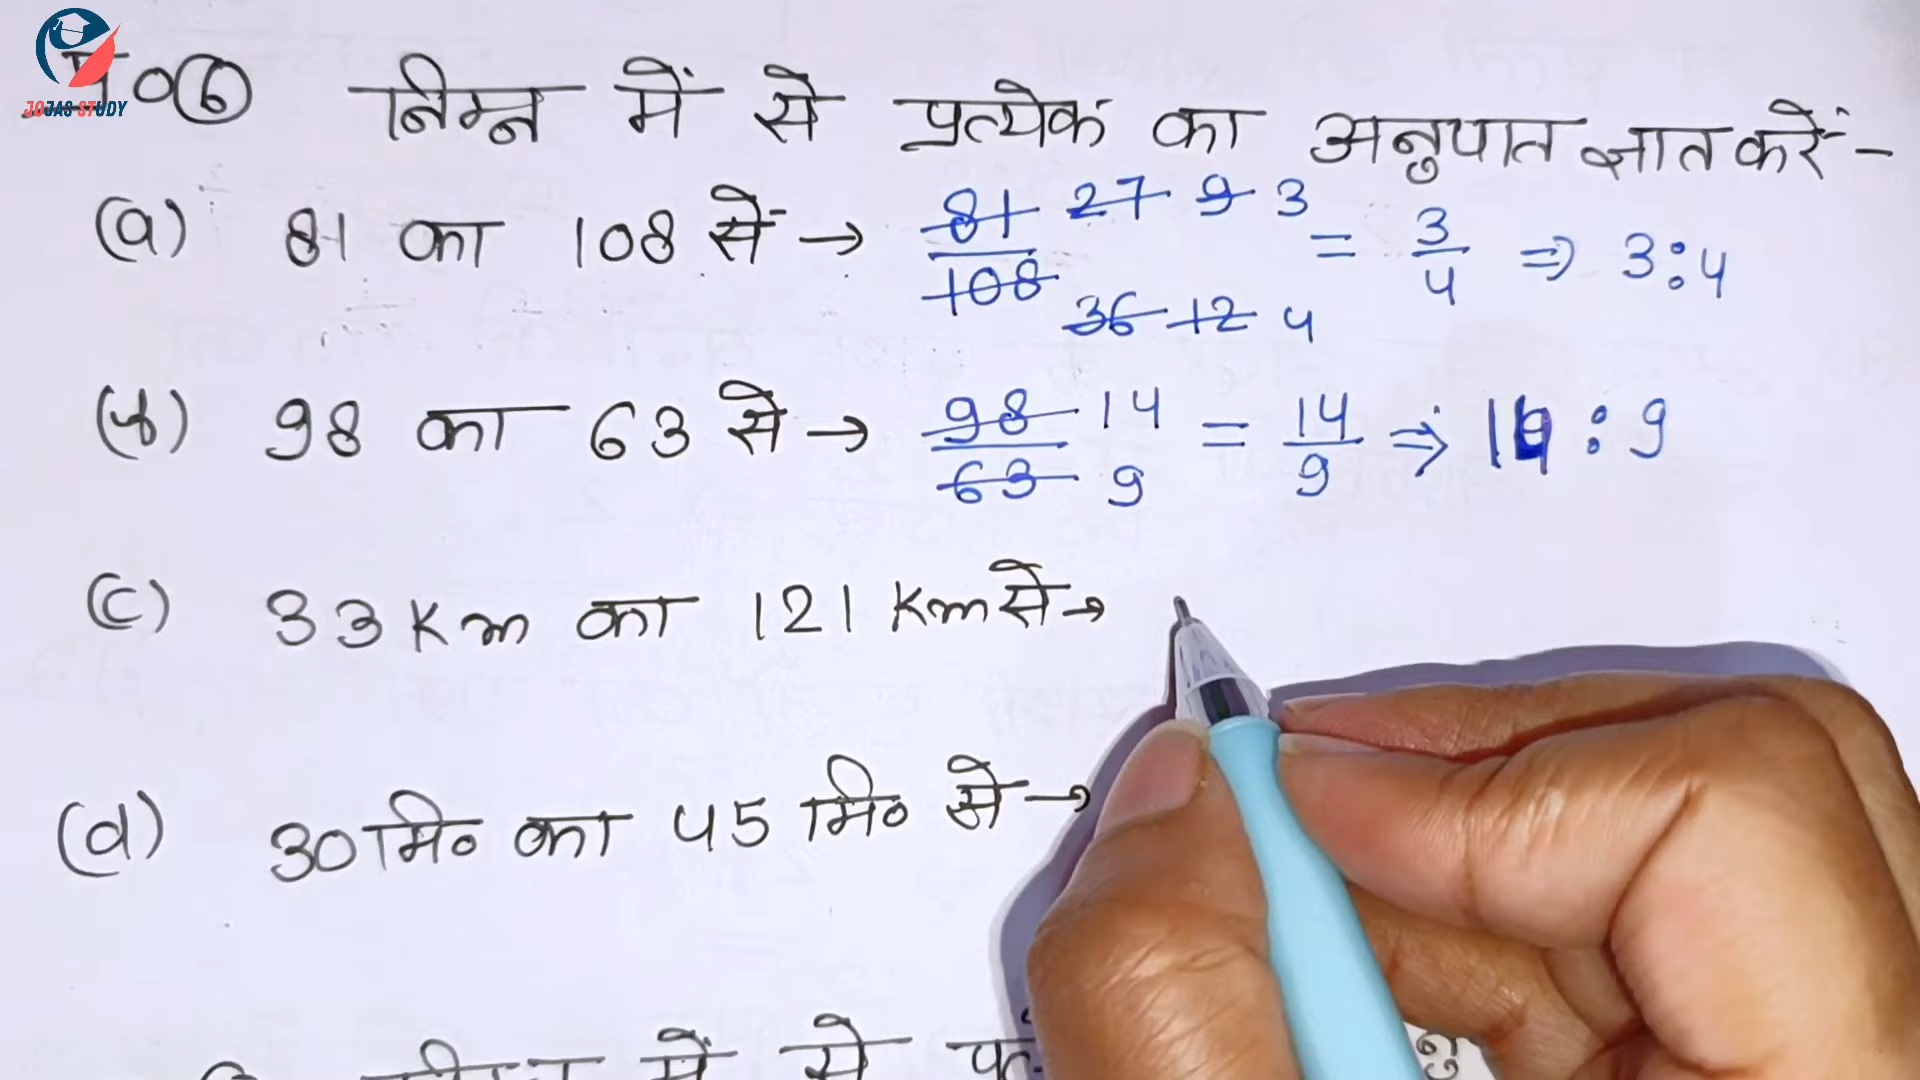 JOJAS STUDY
प्र०⑥ निम्न में से प्रत्येक का अनुपात ज्ञात करें:-
(a) 81 का 108 से → 81/108 27/36 9/12 3/4 = 3/4 ⇒ 3:4
(b) 98 का 63 से → 98/63 14/9 = 14/9 ⇒ 14 : 9
(c) 33 Km का 121 Km से →
(d) 30 मि० का 45 मि० से →
में से